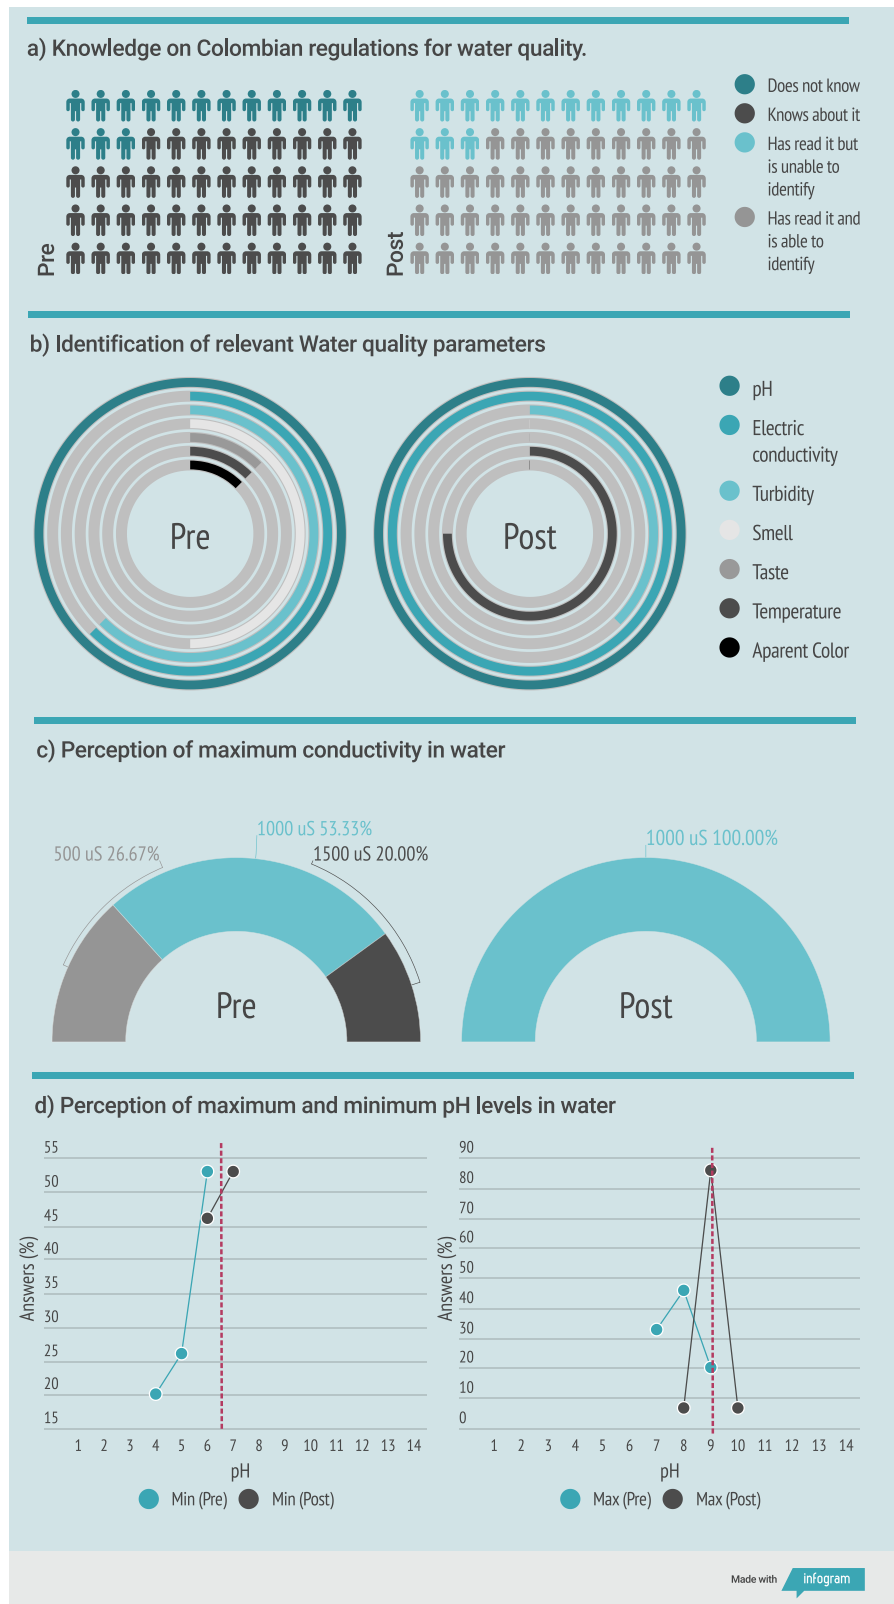 a) Knowledge on Colombian regulations for water quality.
Pre
Post
Does not know
Knows about it
Has read it but
is unable to
identify
Has read it and
is able to
identify
b) Identification of relevant Water quality parameters
Pre
Post
pH
Electric
conductivity
Turbidity
Smell
Taste
Temperature
Aparent Color
c) Perception of maximum conductivity in water
500 uS 26.67%
1000 uS 53.33%
1500 uS 20.00%
Pre
1000 uS 100.00%
Post
d) Perception of maximum and minimum pH levels in water
Answers (%)
55
50
45
40
35
30
25
20
15
1 2 3 4 5 6 7 8 9 10 11 12 13 14
pH
Min (Pre) Min (Post)
Answers (%)
90
80
70
60
50
40
30
20
10
0
1 2 3 4 5 6 7 8 9 10 11 12 13 14
pH
Max (Pre) Max (Post)
Made with infogram